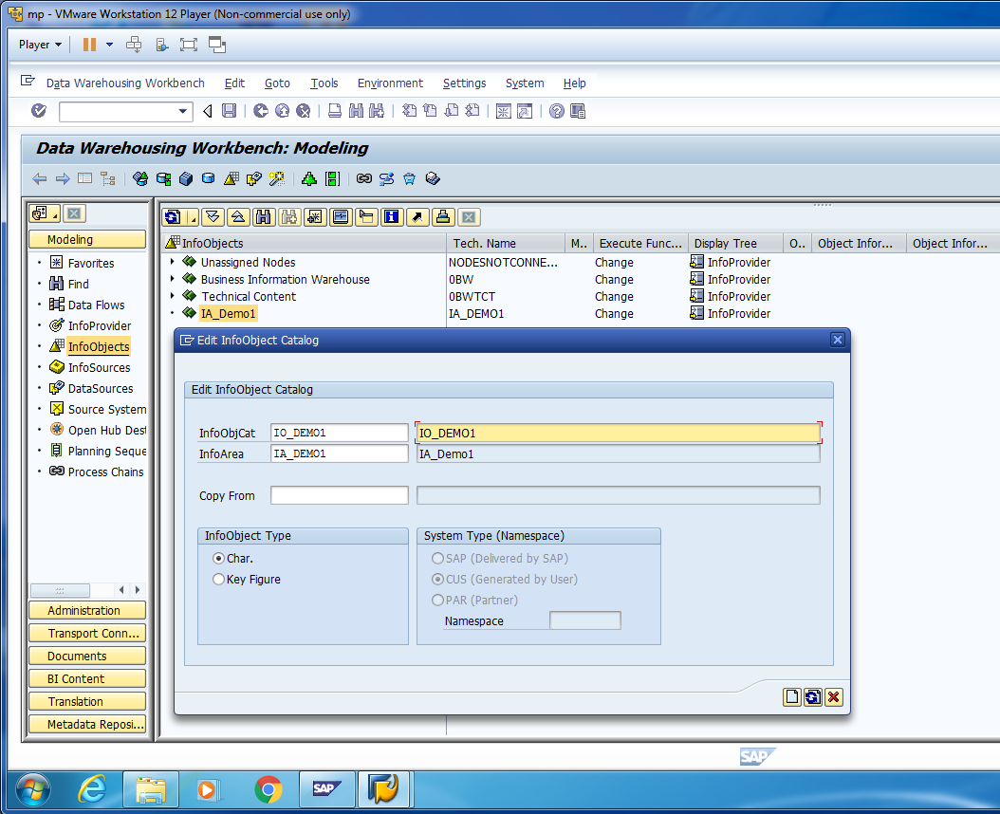 mp - VMware Workstation 12 Player (Non-commercial use only)
Player
Data Warehousing Workbench Edit Goto Tools Environment Settings System Help
Data Warehousing Workbench: Modeling
Modeling
Favorites
Find
Data Flows
InfoProvider
InfoObjects
InfoSources
DataSources
Source System
Open Hub Dest
Planning Seque
Process Chains
Administration
Transport Conn...
Documents
BI Content
Translation
Metadata Reposi...
InfoObjects Tech. Name M.. Execute Func... Display Tree O.. Object Infor... Object Infor...
Unassigned Nodes NODESNOTCONNE... Change InfoProvider
Business Information Warehouse 0BW Change InfoProvider
Technical Content 0BWTCT Change InfoProvider
IA_Demo1 IA_DEMO1 Change InfoProvider
Edit InfoObject Catalog
Edit InfoObject Catalog
InfoObjCat IO_DEMO1 IO_DEMO1
InfoArea IA_DEMO1 IA_Demo1
Copy From
InfoObject Type
Char.
Key Figure
System Type (Namespace)
SAP (Delivered by SAP)
CUS (Generated by User)
PAR (Partner)
Namespace
SAP
SAP